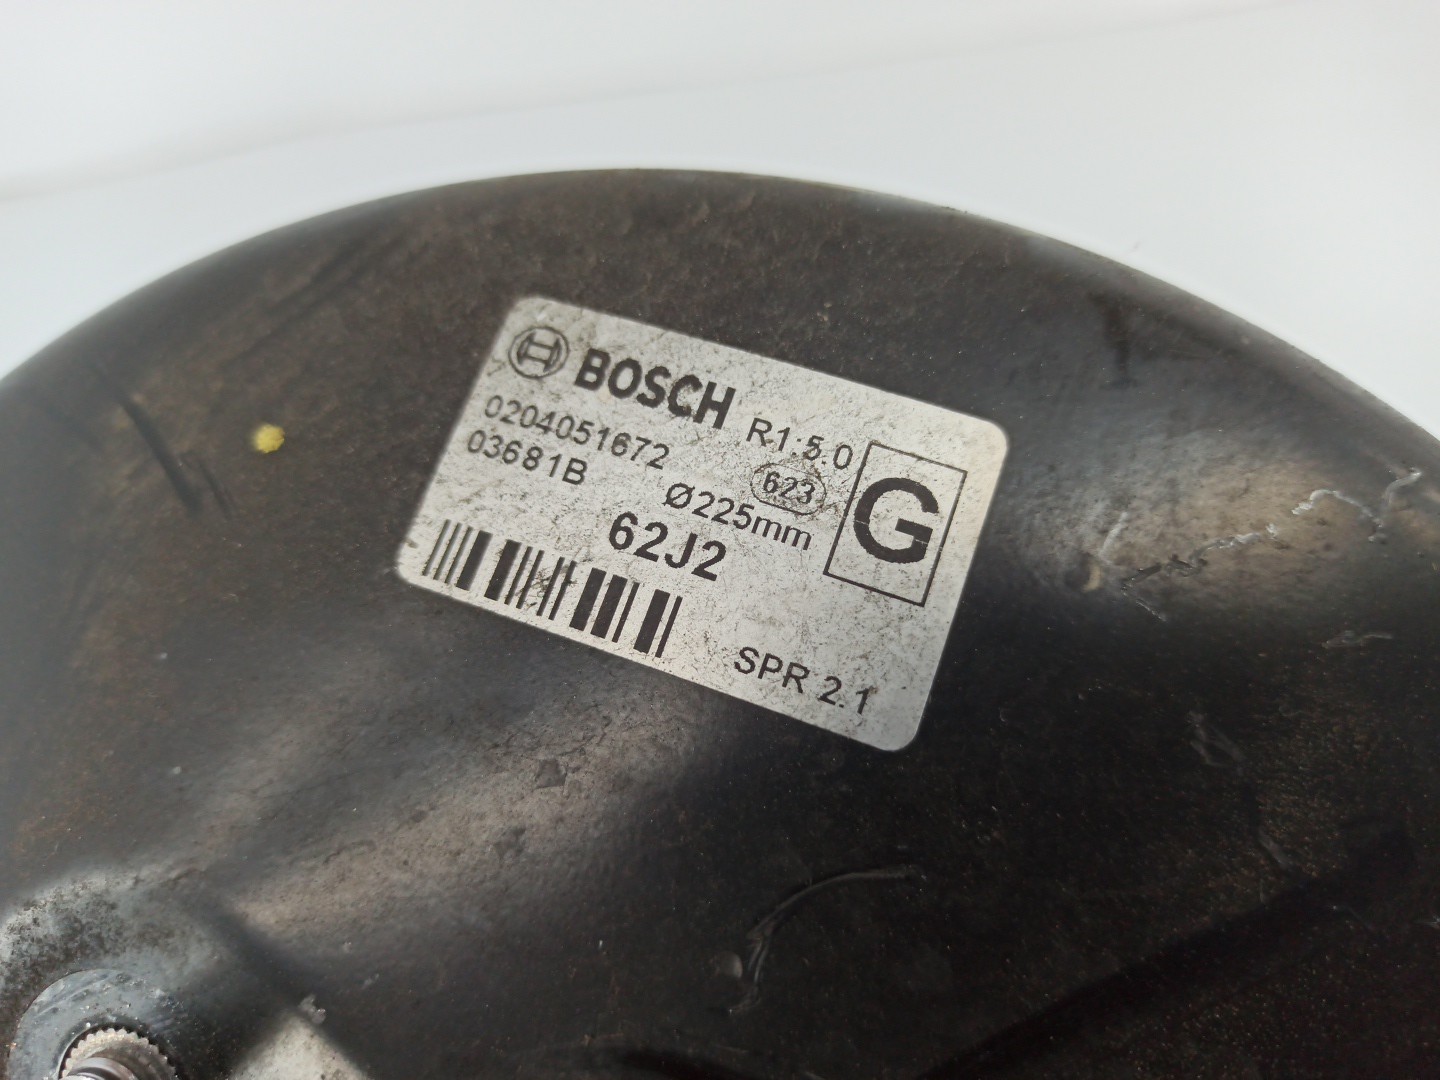 BOSCH R1:5.0
0204051672
03681B
623
Ø225mm
G
62J2
SPR 2.1